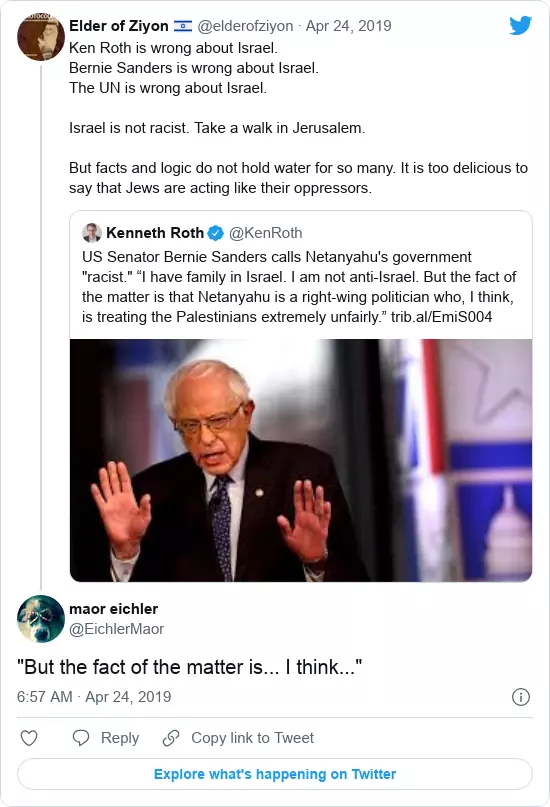 Elder of Ziyon 🇮🇱 @elderofziyon · Apr 24, 2019
Ken Roth is wrong about Israel.
Bernie Sanders is wrong about Israel.
The UN is wrong about Israel.
Israel is not racist. Take a walk in Jerusalem.
But facts and logic do not hold water for so many. It is too delicious to
say that Jews are acting like their oppressors.
Kenneth Roth @KenRoth
US Senator Bernie Sanders calls Netanyahu's government
"racist." “I have family in Israel. I am not anti-Israel. But the fact of
the matter is that Netanyahu is a right-wing politician who, I think,
is treating the Palestinians extremely unfairly.” trib.al/EmiS004
maor eichler
@EichlerMaor
"But the fact of the matter is... I think..."
6:57 AM · Apr 24, 2019
Reply
Copy link to Tweet
Explore what's happening on Twitter